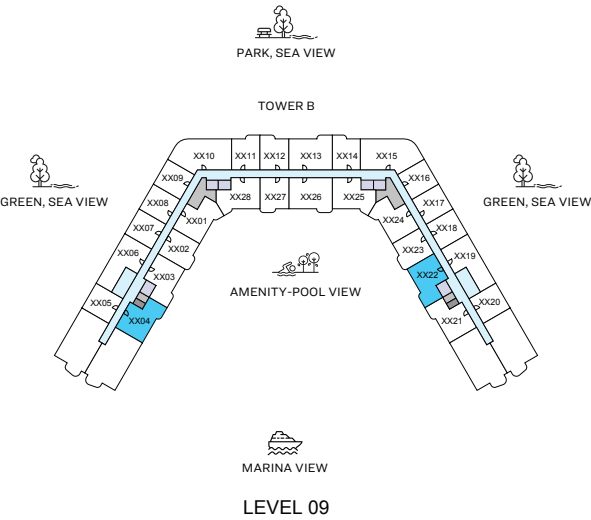 PARK, SEA VIEW
TOWER B
XX10
XX11
XX12
XX13
XX14
XX15
XX09
XX16
GREEN, SEA VIEW
XX08
XX01
XX28
XX27
XX26
XX25
XX24
XX17
GREEN, SEA VIEW
XX07
XX02
XX23
XX18
XX06
XX03
XX22
XX19
AMENITY-POOL VIEW
XX05
XX04
XX21
XX20
MARINA VIEW
LEVEL 09